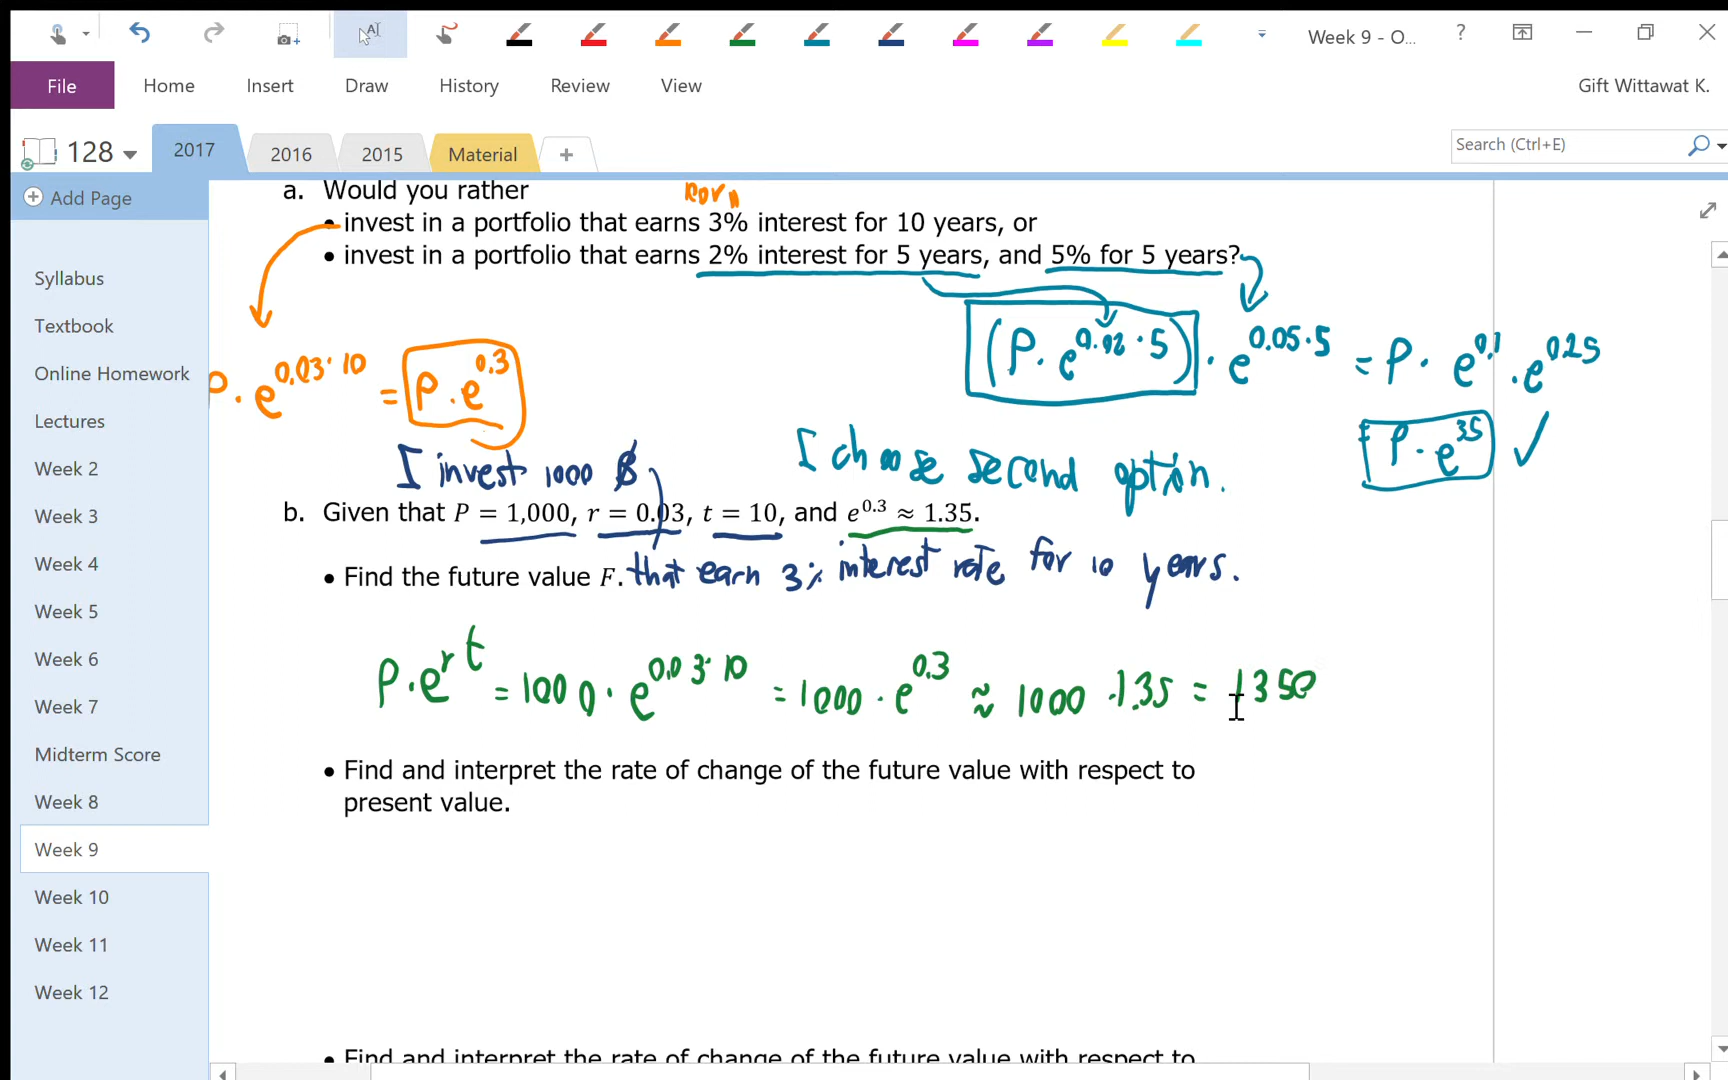 Week 9 - O...
?
File Home Insert Draw History Review View
Gift Wittawat K.
128
2017 2016 2015 Material +
Search (Ctrl+E)
Add Page
Syllabus
Textbook
Online Homework
Lectures
Week 2
Week 3
Week 4
Week 5
Week 6
Week 7
Midterm Score
Week 8
Week 9
Week 10
Week 11
Week 12
a. Would you rather
earn
• invest in a portfolio that earns 3% interest for 10 years, or
• invest in a portfolio that earns 2% interest for 5 years, and 5% for 5 years?
P · e^0.03·10 = P · e^0.3
(P · e^0.02·5) · e^0.05·5 = P · e^0.1 · e^0.25
= P · e^35 ✓
I invest 1000 $
I choose second option.
b. Given that P = 1,000, r = 0.03, t = 10, and e^0.3 ≈ 1.35.
• Find the future value F. that earn 3% interest rate for 10 years.
P · e^rt = 1000 · e^0.03·10 = 1000 · e^0.3 ≈ 1000 · 1.35 = 1350
• Find and interpret the rate of change of the future value with respect to
present value.
• Find and interpret the rate of change of the future value with respect to